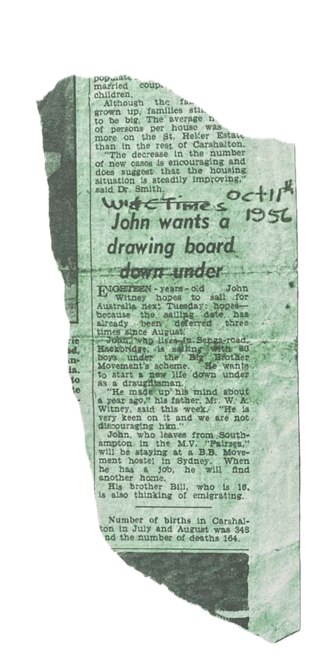 populate
married coup
children.
Although the fa
grown up, families sti
to be big. The average n
of persons per house was
more on the St. Helier Estate
than in the rest of Carshalton.
"The decrease in the number
of new cases is encouraging and
does suggest that the housing
situation is steadily improving,"
said Dr. Smith.
W&C Times Oct 11th
1956
John wants a
drawing board
down under
EIGHTEEN-years-old John
Witney hopes to sail for
Australia next Tuesday: hopes—
because the sailing date has
already been deferred three
times since August.
John, who lives in Senga-road,
Hackbridge, is sailing with 80
boys under the Big Brother
Movement's scheme. He wants
to start a new life down under
as a draughtsman.
"He made up his mind about
a year ago," his father, Mr. W. A.
Witney, said this week. "He is
very keen on it and we are not
discouraging him."
John, who leaves from South-
ampton in the M.V.
will be staying at a B.B. Move-
ment hostel in Sydney. When
he has a job, he will find
another home.
His brother Bill, who is 16,
is also thinking of emigrating.
Number of births in Carshal-
ton in July and August was 348
nd the number of deaths 164.